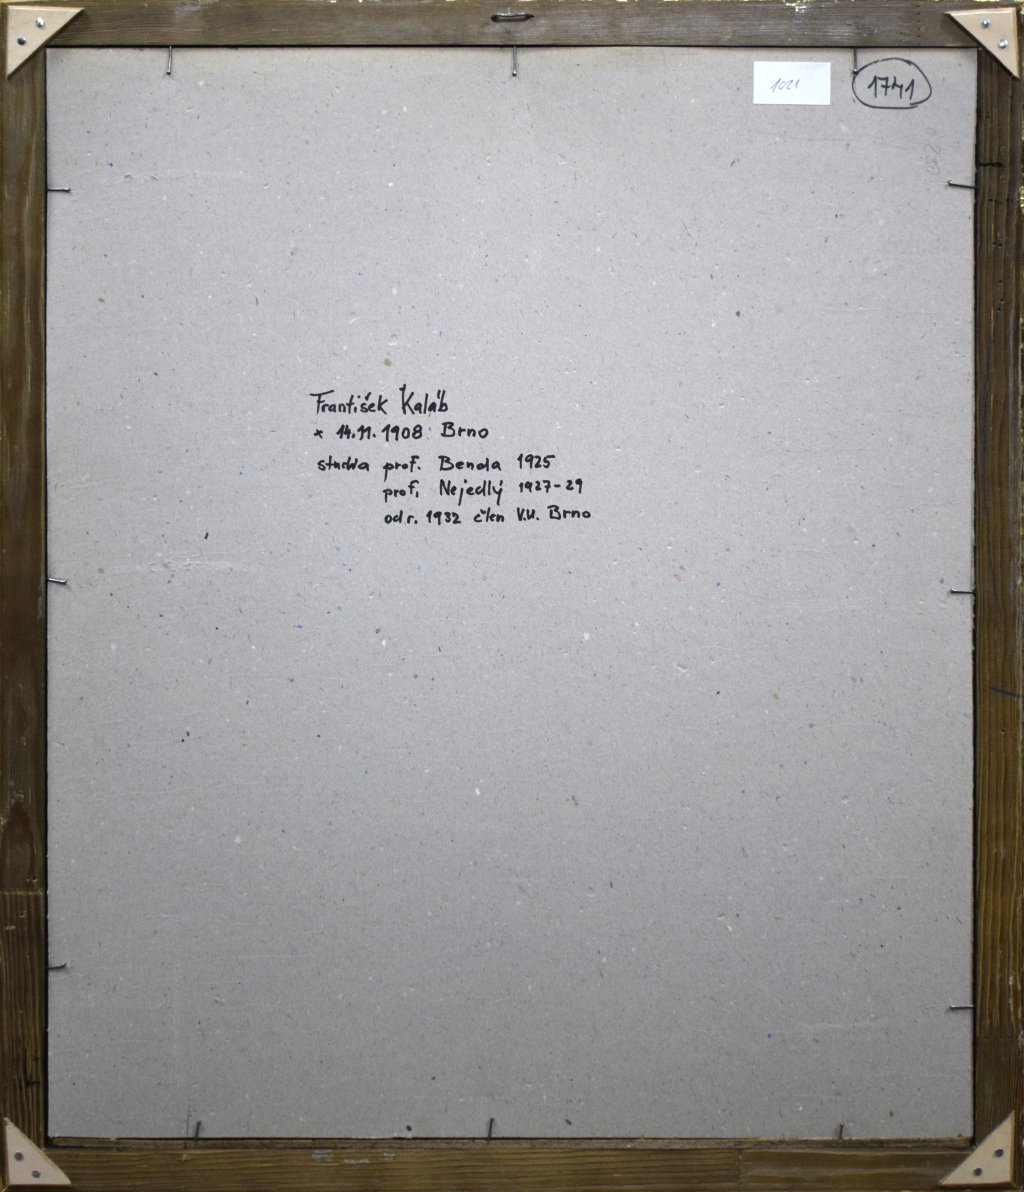 1021
1741
František Kaláb
* 14.11.1908 Brno
studia prof. Benda 1925
prof. Nejedlý 1927-29
od r. 1932 člen V.U. Brno